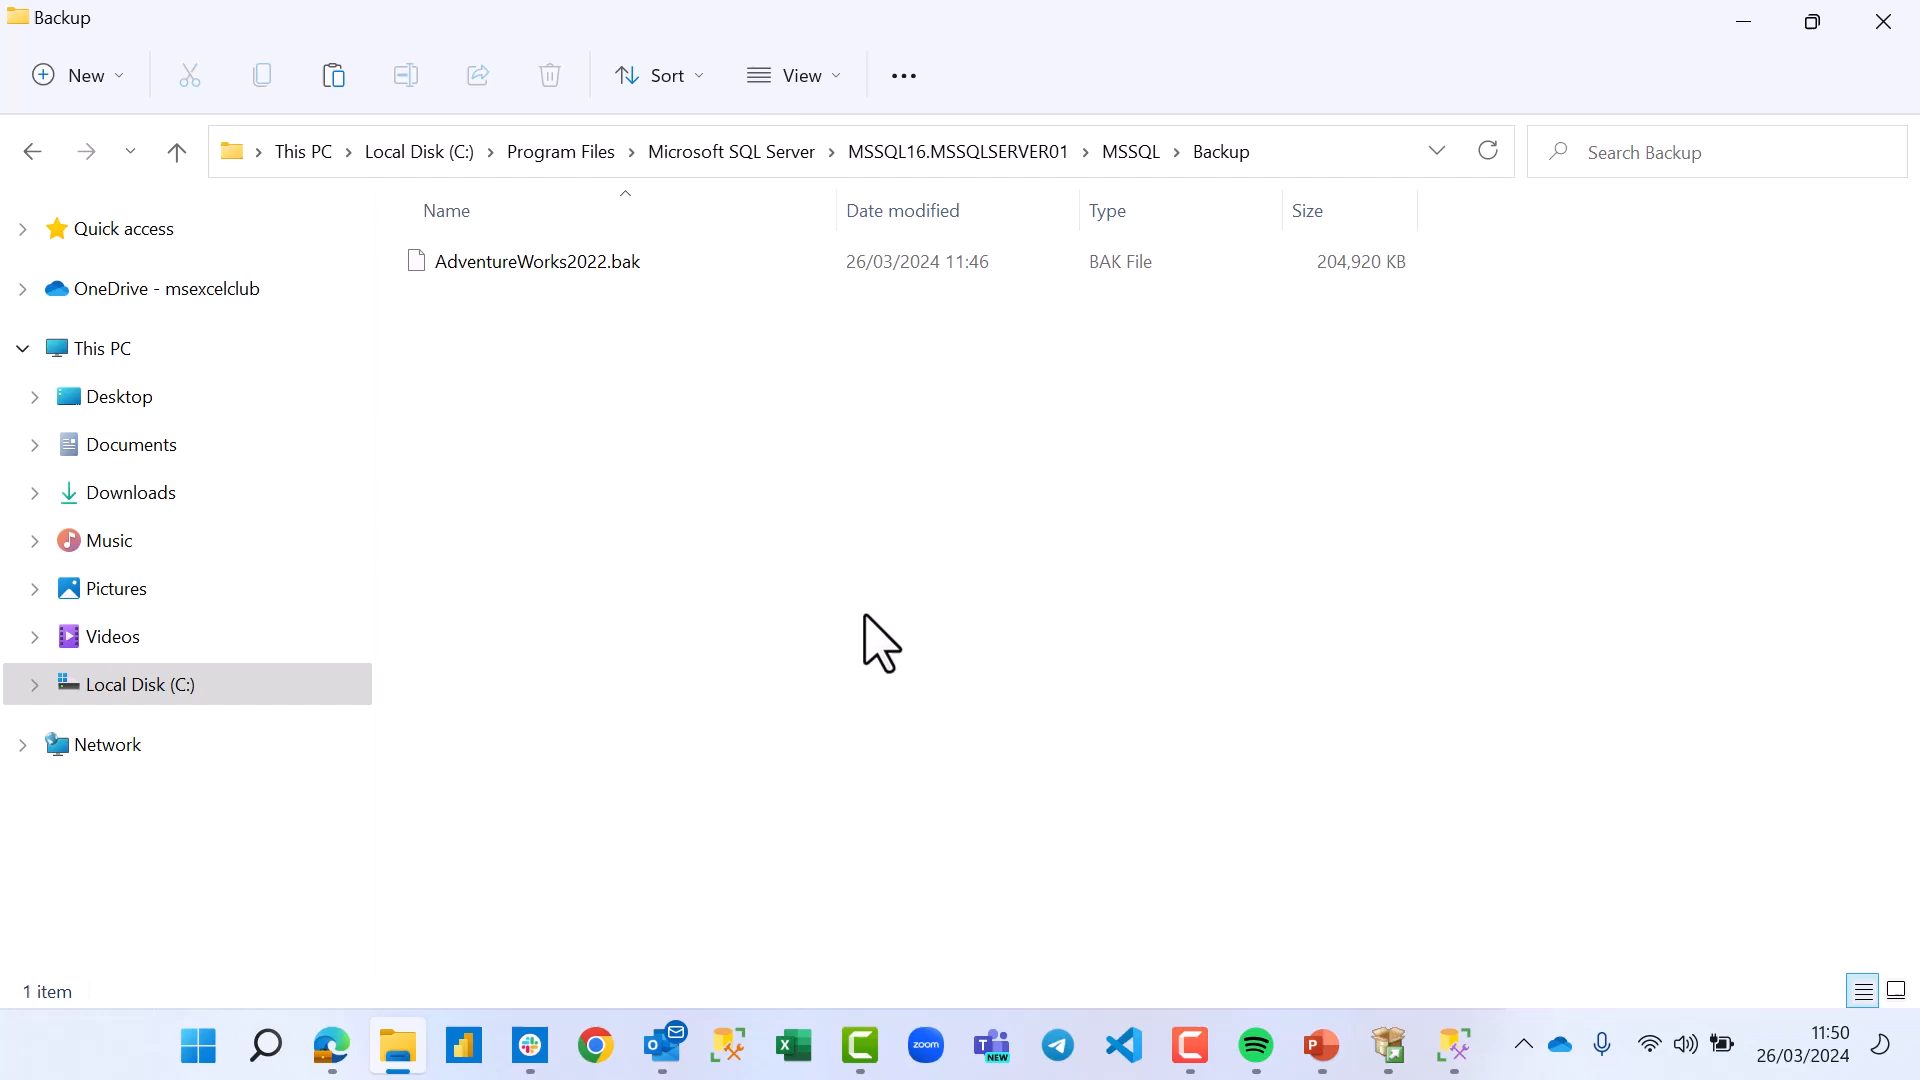 Backup
New
Sort
View
This PC > Local Disk (C:) > Program Files > Microsoft SQL Server > MSSQL16.MSSQLSERVER01 > MSSQL > Backup
Search Backup
Name Date modified Type Size
AdventureWorks2022.bak 26/03/2024 11:46 BAK File 204,920 KB
Quick access
OneDrive - msexcelclub
This PC
Desktop
Documents
Downloads
Music
Pictures
Videos
Local Disk (C:)
Network
1 item
zoom
NEW
11:50
26/03/2024